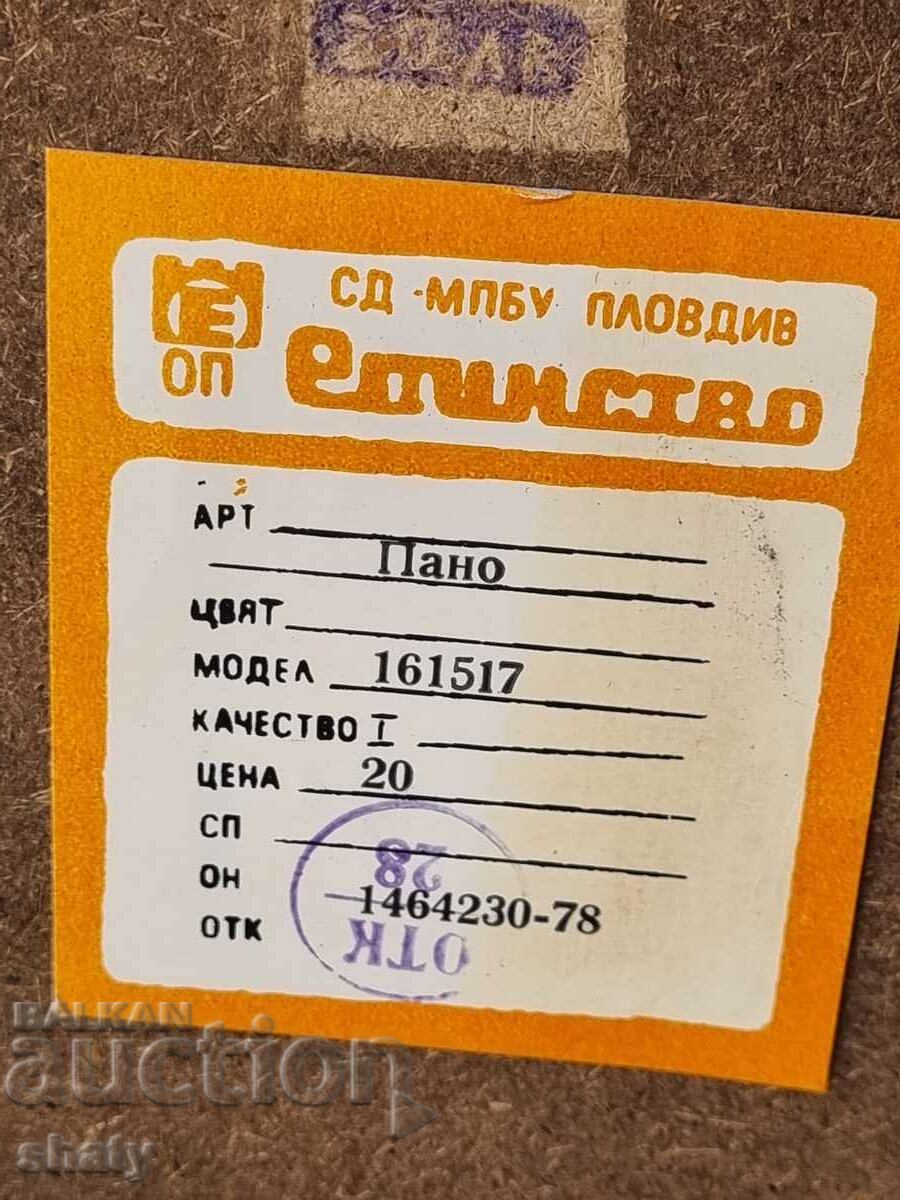 СД - МПБУ ПЛОВДИВ
ОП единство
АРТ
Пано
ЦВЯТ
МОДЕЛ 161517
КАЧЕСТВО I
ЦЕНА 20
СП
28
ОН 1464230-78
ОТК
ОТК
BALKAN
auction
shaty